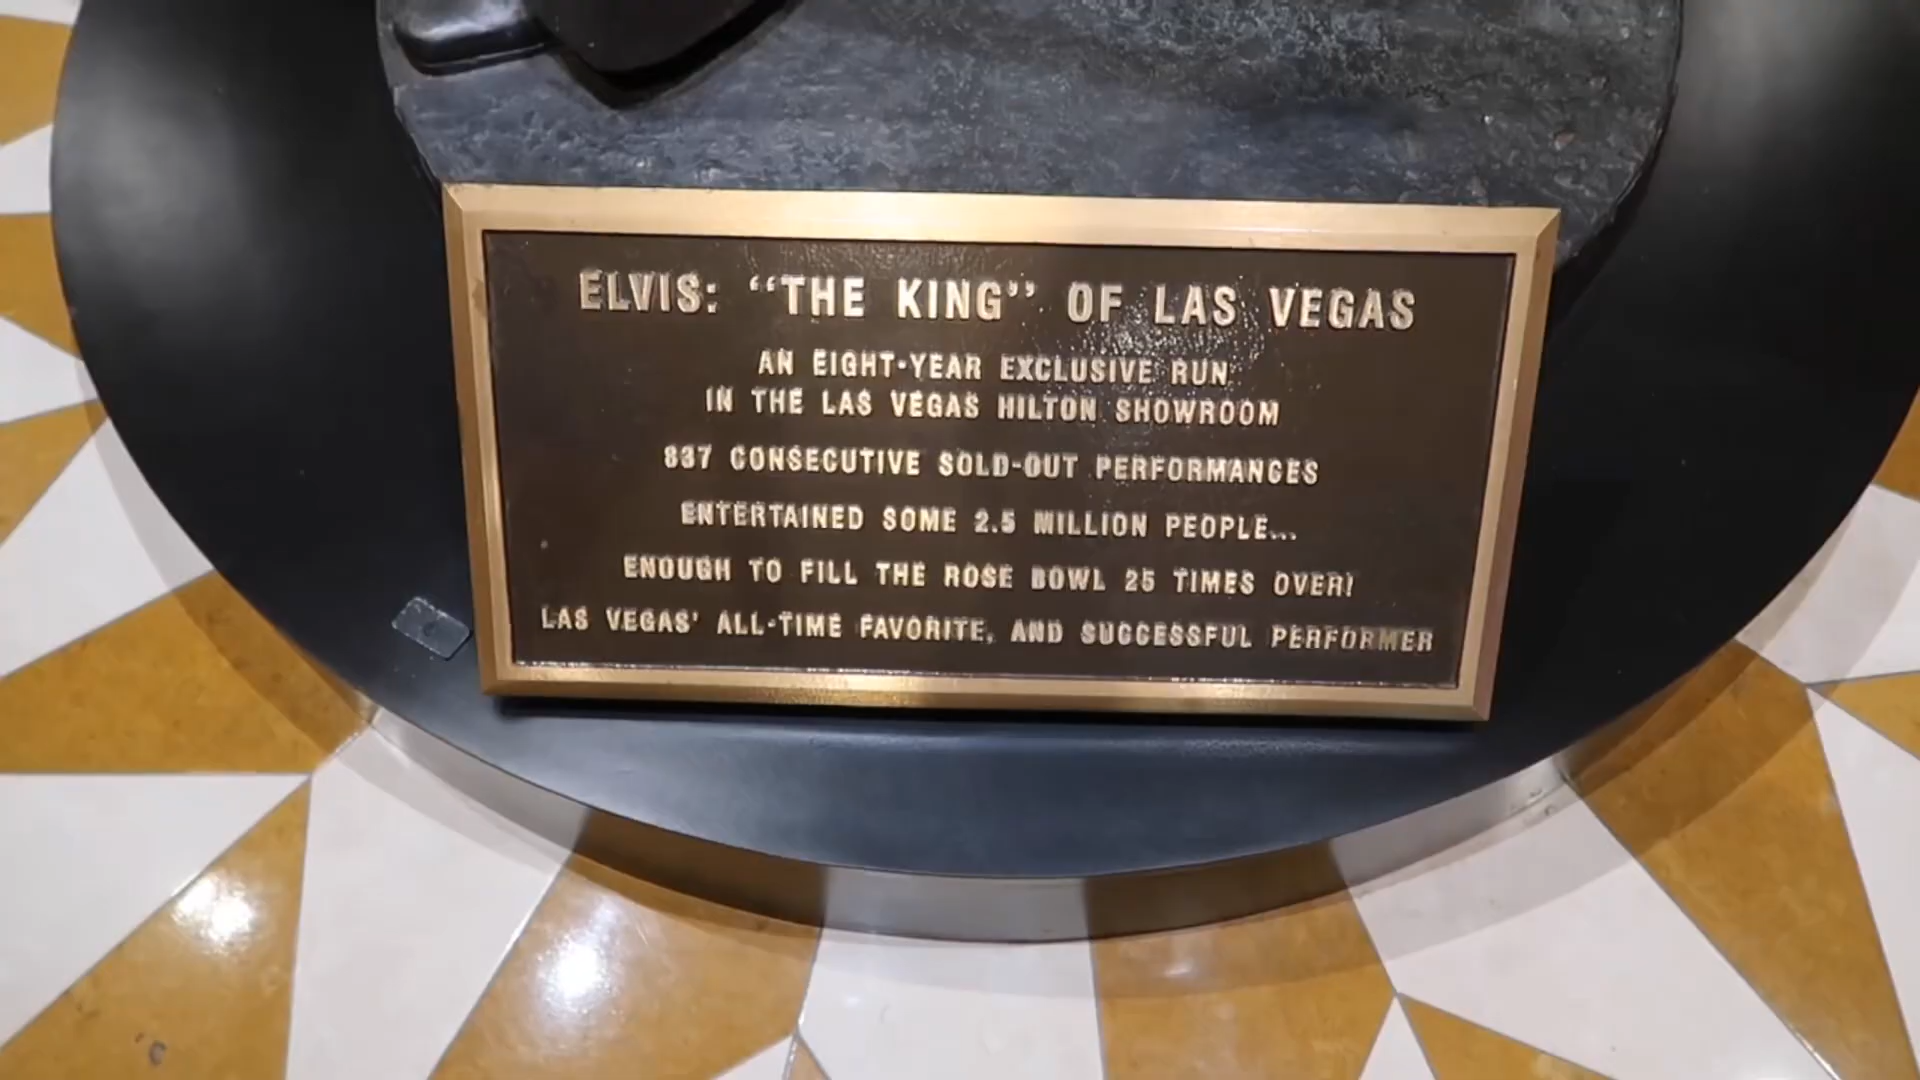 ELVIS: “THE KING” OF LAS VEGAS
AN EIGHT-YEAR EXCLUSIVE RUN
IN THE LAS VEGAS HILTON SHOWROOM
837 CONSECUTIVE SOLD-OUT PERFORMANCES
ENTERTAINED SOME 2.5 MILLION PEOPLE...
ENOUGH TO FILL THE ROSE BOWL 25 TIMES OVER!
LAS VEGAS’ ALL-TIME FAVORITE, AND SUCCESSFUL PERFORMER